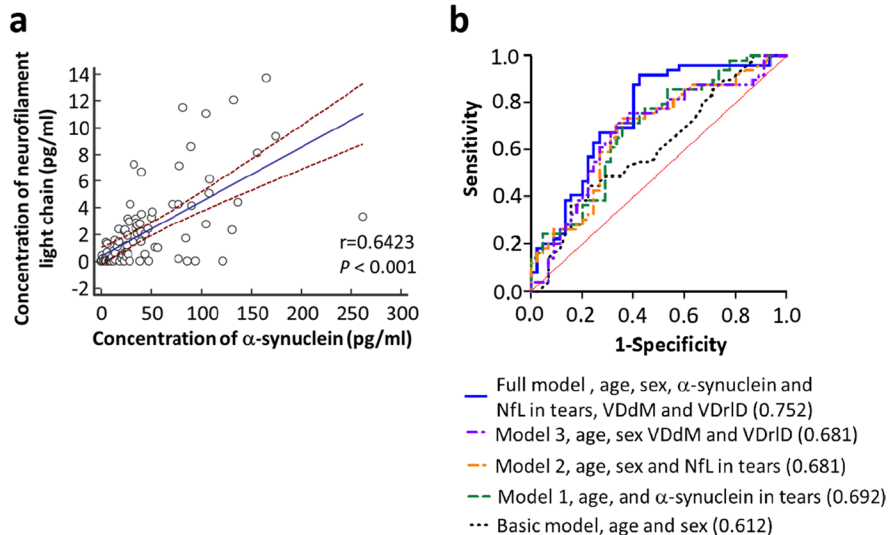 a
Concentration of neurofilament
light chain (pg/ml)
14
12
10
8
6
4
2
0
-2
0 50 100 150 200 250 300
r=0.6423
P < 0.001
Concentration of α-synuclein (pg/ml)
b
Sensitivity
1.0
0.8
0.6
0.4
0.2
0.0
0.0 0.2 0.4 0.6 0.8 1.0
1-Specificity
Full model , age, sex, α-synuclein and
NfL in tears, VDdM and VDrlD (0.752)
Model 3, age, sex VDdM and VDrlD (0.681)
Model 2, age, sex and NfL in tears (0.681)
Model 1, age, and α-synuclein in tears (0.692)
Basic model, age and sex (0.612)